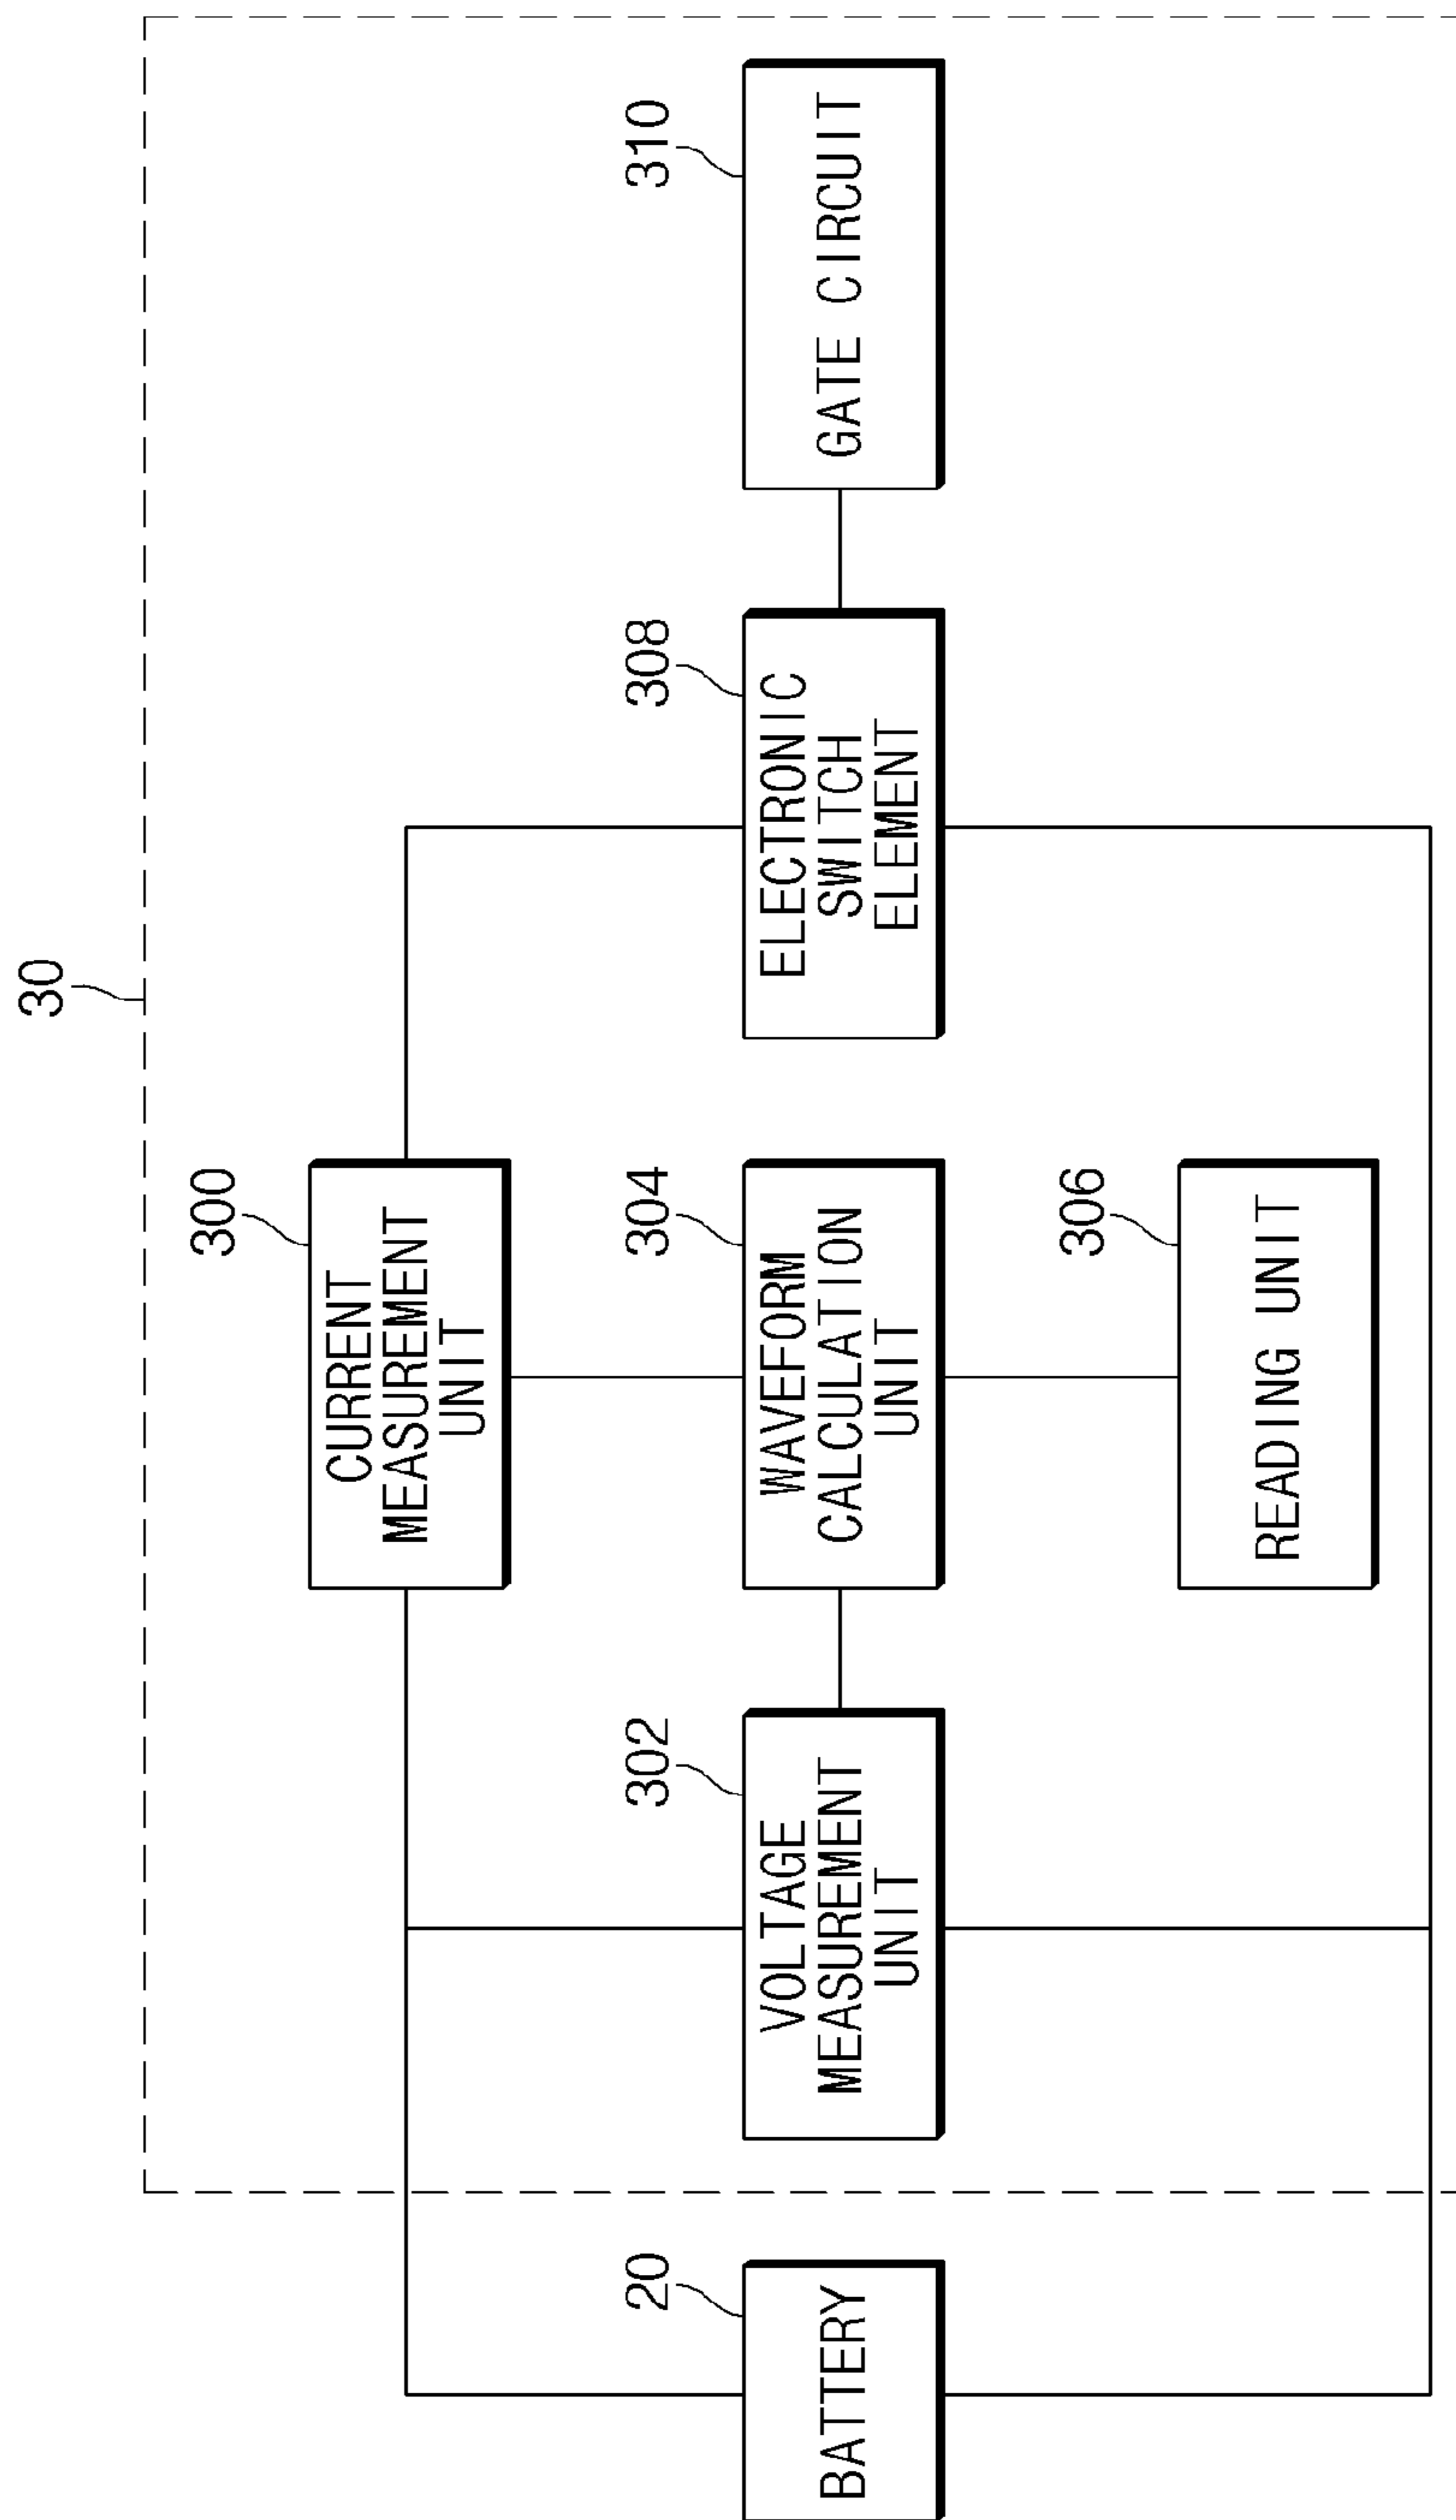 30
300
CURRENT
MEASUREMENT
UNIT
20
BATTERY
302
VOLTAGE
MEASUREMENT
UNIT
304
WAVEFORM
CALCULATION
UNIT
308
ELECTRONIC
SWITCH
ELEMENT
310
GATE CIRCUIT
306
READING UNIT